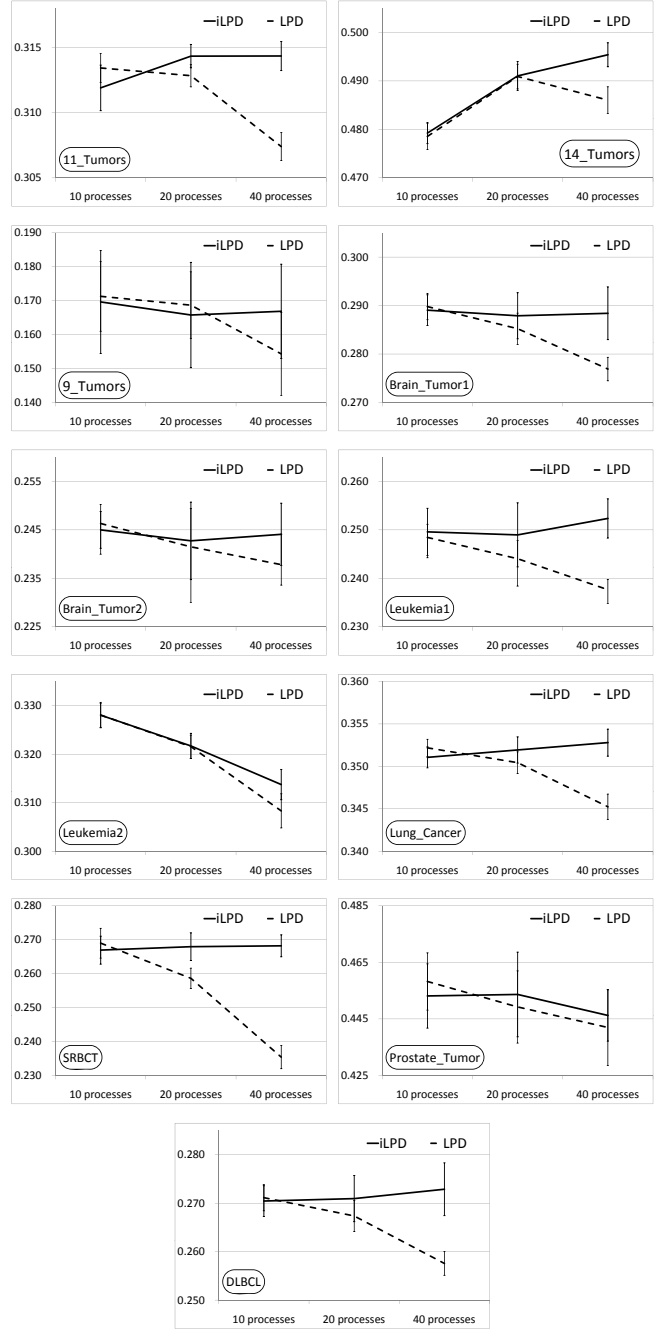 iLPD LPD
0.315
0.310
0.305
11_Tumors
10 processes 20 processes 40 processes
iLPD LPD
0.500
0.490
0.480
0.470
14_Tumors
10 processes 20 processes 40 processes
iLPD LPD
0.190
0.180
0.170
0.160
0.150
0.140
9_Tumors
10 processes 20 processes 40 processes
iLPD LPD
0.300
0.290
0.280
0.270
Brain_Tumor1
10 processes 20 processes 40 processes
iLPD LPD
0.255
0.245
0.235
0.225
Brain_Tumor2
10 processes 20 processes 40 processes
iLPD LPD
0.260
0.250
0.240
0.230
Leukemia1
10 processes 20 processes 40 processes
iLPD LPD
0.330
0.320
0.310
0.300
Leukemia2
10 processes 20 processes 40 processes
iLPD LPD
0.360
0.355
0.350
0.345
0.340
Lung_Cancer
10 processes 20 processes 40 processes
iLPD LPD
0.280
0.270
0.260
0.250
0.240
0.230
SRBCT
10 processes 20 processes 40 processes
iLPD LPD
0.485
0.465
0.445
0.425
Prostate_Tumor
10 processes 20 processes 40 processes
iLPD LPD
0.280
0.270
0.260
0.250
DLBCL
10 processes 20 processes 40 processes